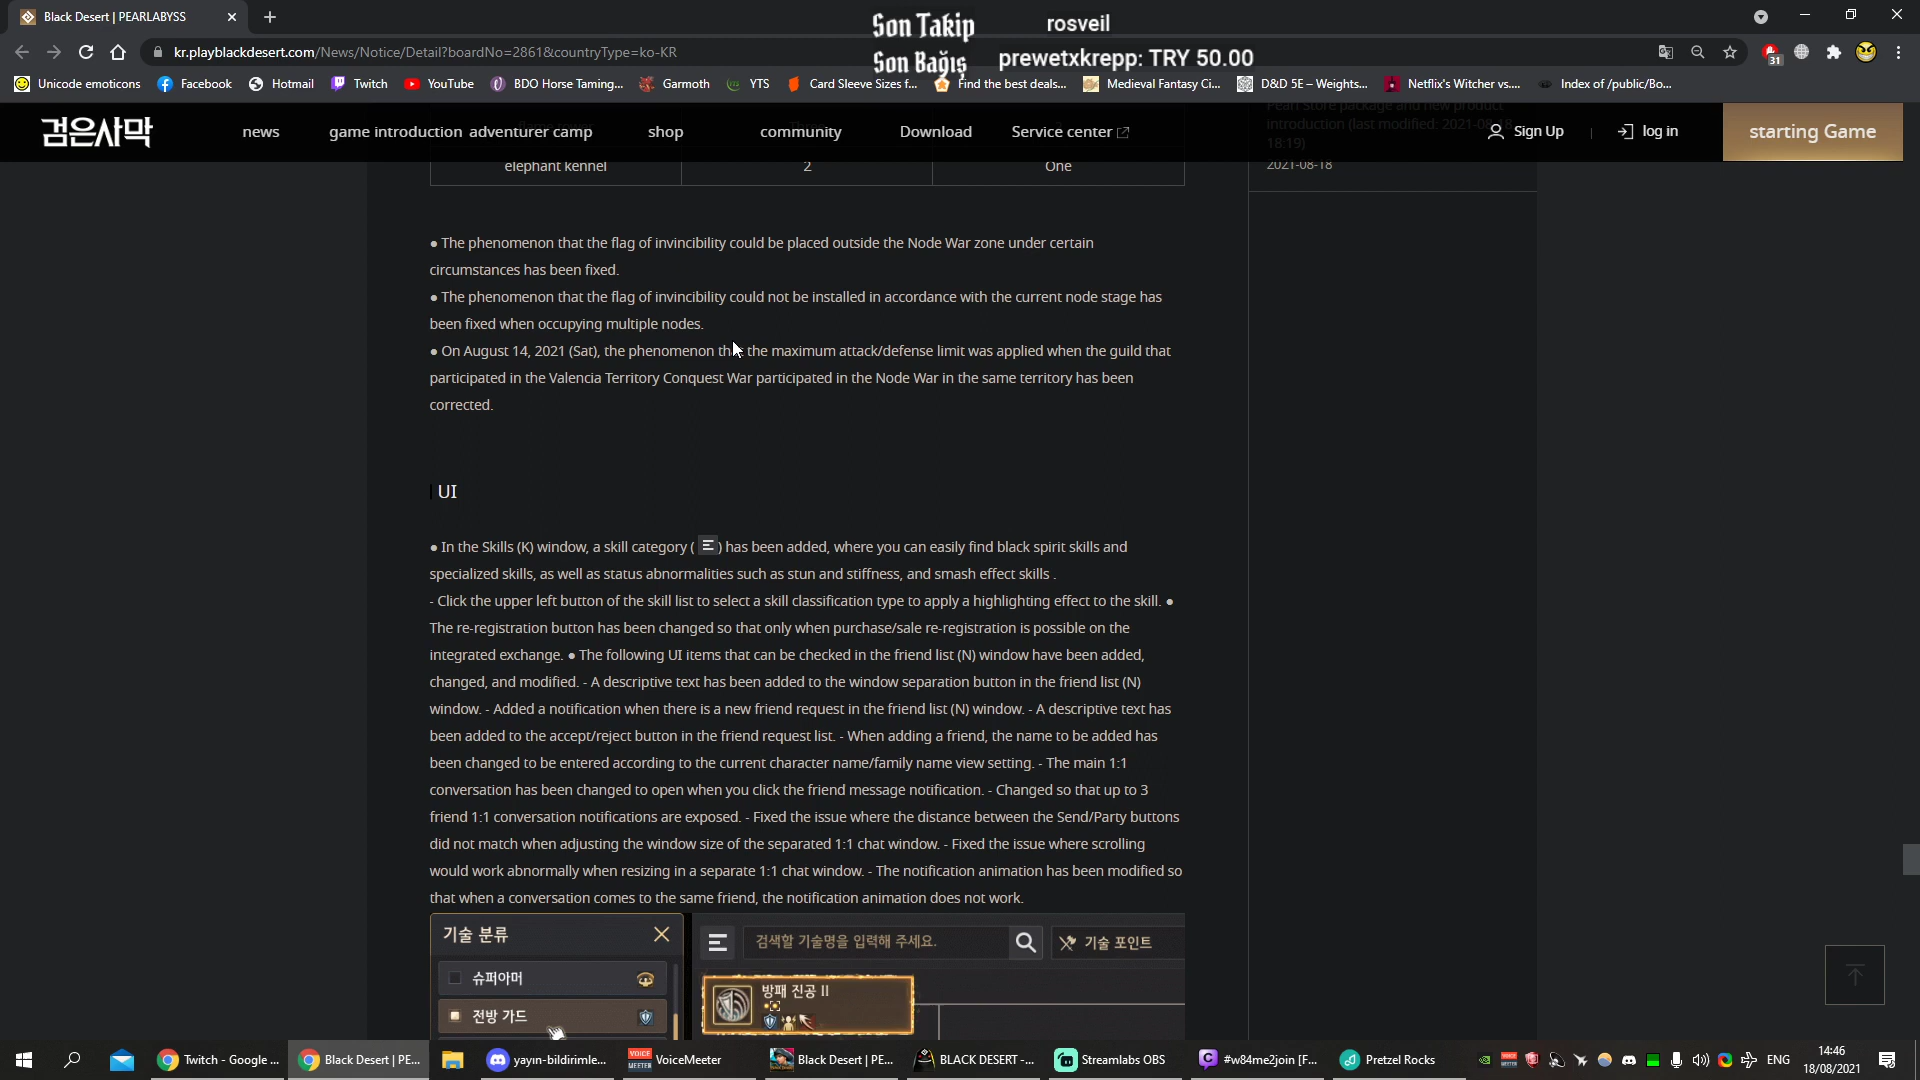 Black Desert | PEARLABYSS
Son Takip
rosveil
kr.playblackdesert.com/News/Notice/Detail?boardNo=2861&countryType=ko-KR
Son Bağış
prewetxkrepp: TRY 50.00
31
Unicode emoticons
Facebook
Hotmail
Twitch
YouTube
BDO Horse Taming...
Garmoth
YTS
Card Sleeve Sizes f...
Find the best deals...
Medieval Fantasy Ci...
D&D 5E – Weights...
Netflix's Witcher vs....
Index of /public/Bo...
Pearl Store package and new product
introduction (last modified: 2021-08-18
18:19)
2021-08-18
검은사막
news
game introduction
adventurer camp
shop
community
Download
Service center
Sign Up
log in
starting Game
elephant kennel
2
One
● The phenomenon that the flag of invincibility could be placed outside the Node War zone under certain
circumstances has been fixed.
● The phenomenon that the flag of invincibility could not be installed in accordance with the current node stage has
been fixed when occupying multiple nodes.
● On August 14, 2021 (Sat), the phenomenon that the maximum attack/defense limit was applied when the guild that
participated in the Valencia Territory Conquest War participated in the Node War in the same territory has been
corrected.
UI
● In the Skills (K) window, a skill category ( ) has been added, where you can easily find black spirit skills and
specialized skills, as well as status abnormalities such as stun and stiffness, and smash effect skills .
- Click the upper left button of the skill list to select a skill classification type to apply a highlighting effect to the skill. ●
The re-registration button has been changed so that only when purchase/sale re-registration is possible on the
integrated exchange. ● The following UI items that can be checked in the friend list (N) window have been added,
changed, and modified. - A descriptive text has been added to the window separation button in the friend list (N)
window. - Added a notification when there is a new friend request in the friend list (N) window. - A descriptive text has
been added to the accept/reject button in the friend request list. - When adding a friend, the name to be added has
been changed to be entered according to the current character name/family name view setting. - The main 1:1
conversation has been changed to open when you click the friend message notification. - Changed so that up to 3
friend 1:1 conversation notifications are exposed. - Fixed the issue where the distance between the Send/Party buttons
did not match when adjusting the window size of the separated 1:1 chat window. - Fixed the issue where scrolling
would work abnormally when resizing in a separate 1:1 chat window. - The notification animation has been modified so
that when a conversation comes to the same friend, the notification animation does not work.
기술 분류
검색할 기술명을 입력해 주세요.
기술 포인트
슈퍼아머
방패 진공 II
전방 가드
Twitch - Google ...
Black Desert | PE...
yayın-bildirimle...
VoiceMeeter
Black Desert | PE...
BLACK DESERT -...
Streamlabs OBS
#w84me2join [F...
Pretzel Rocks
ENG
14:46
18/08/2021